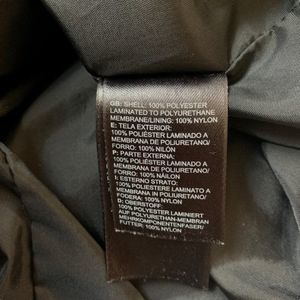 GB: SHELL: 100% POLYESTER
LAMINATED TO POLYURETHANE
MEMBRANE/LINING: 100% NYLON
E: TELA EXTERIOR:
100% POLIÉSTER LAMINADO A
MEMBRANA DE POLIURETANO/
FORRO: 100% NILÓN
P: PARTE EXTERNA:
100% POLIÉSTER LAMINADO A
MEMBRANA DE POLIURETANO/
FORRO: 100% NÁILON
I: ESTERNO STRATO:
100% POLIESTERE LAMINATO A
MEMBRANA IN POLIURETANO/
FODERA: 100% NYLON
D: OBERSTOFF:
100% POLYESTER LAMINIERT
AUF POLYURETHAN-MEMBRAN
MEHRKOMPONENTENFASER/
FUTTER: 100% NYLON